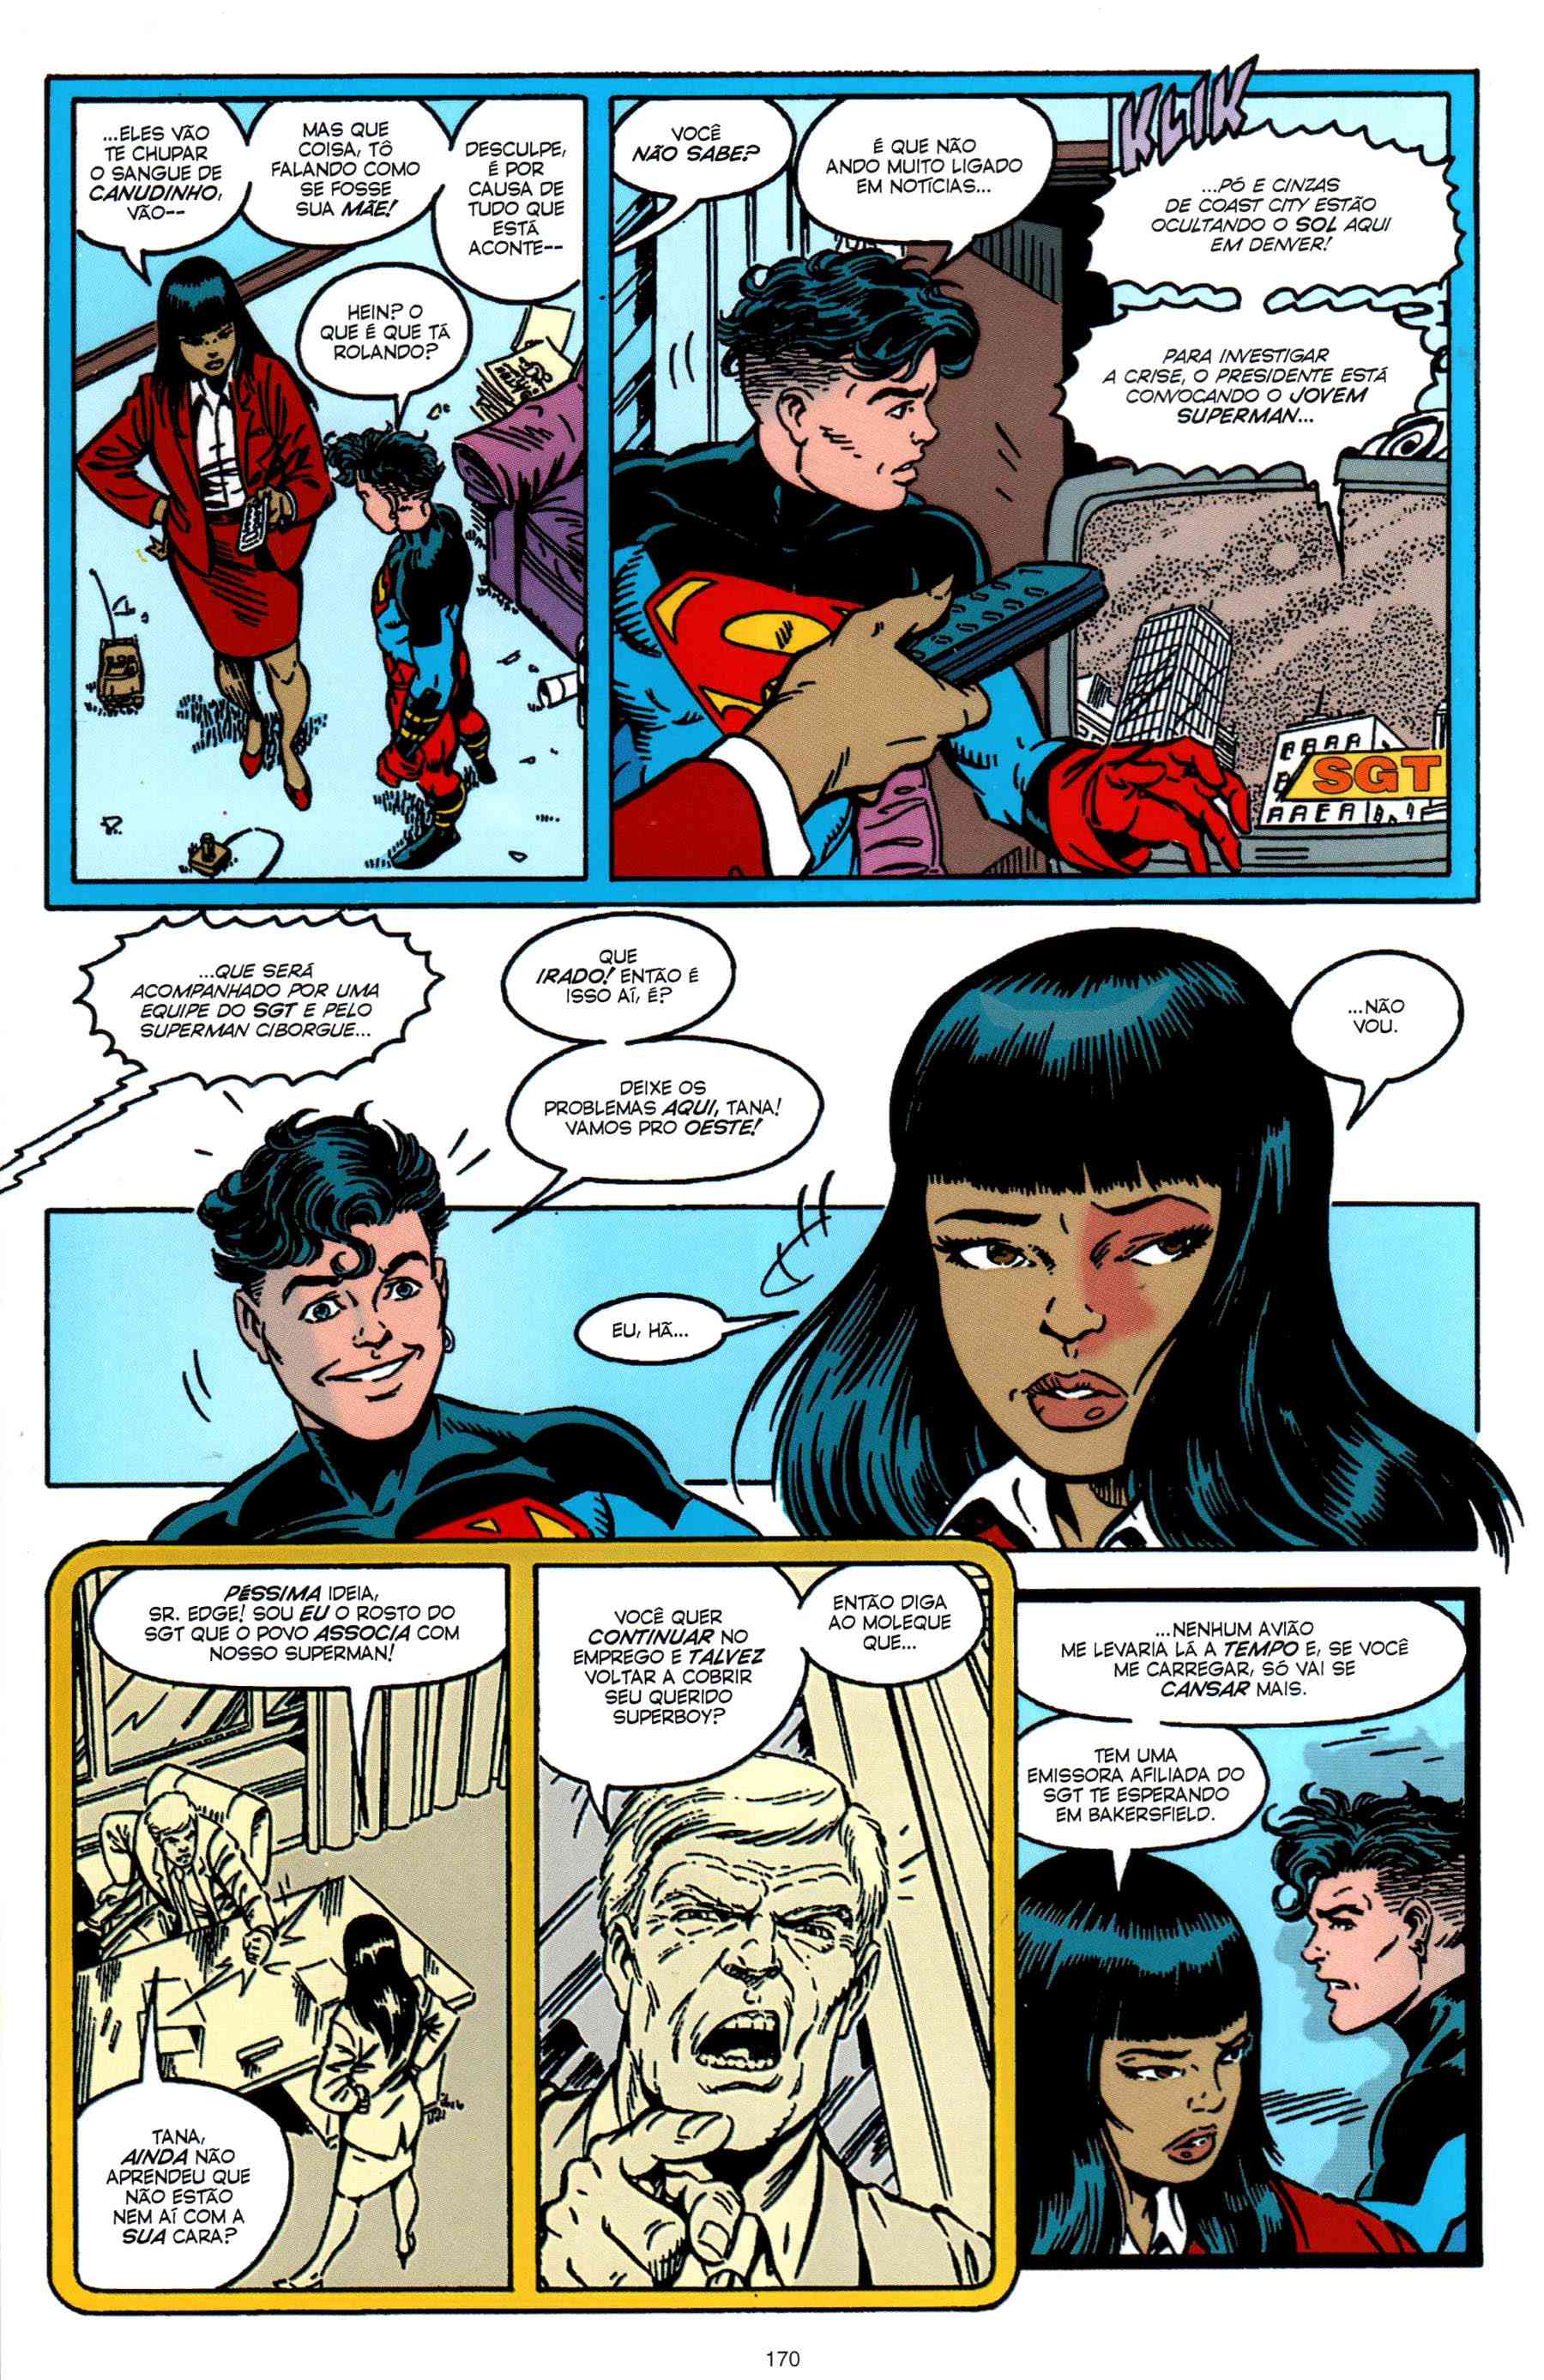 ...ELES VÃO
TE CHUPAR
O SANGUE DE
CANUDINHO,
VÃO--
MAS QUE
COISA, TÔ
FALANDO COMO
SE FOSSE
SUA MÃE!
DESCULPE,
É POR
CAUSA DE
TUDO QUE
ESTÁ
ACONTE--
HEIN? O
QUE É QUE TÁ
ROLANDO?
VOCÊ
NÃO SABE?
É QUE NÃO
ANDO MUITO LIGADO
EM NOTÍCIAS...
KLIK
...PÓ E CINZAS
DE COAST CITY ESTÃO
OCULTANDO O SOL AQUI
EM DENVER!
PARA INVESTIGAR
A CRISE, O PRESIDENTE ESTÁ
CONVOCANDO O JOVEM
SUPERMAN...
SGT
...QUE SERÁ
ACOMPANHADO POR UMA
EQUIPE DO SGT E PELO
SUPERMAN CIBORGUE...
QUE
IRADO! ENTÃO É
ISSO AÍ, É?
DEIXE OS
PROBLEMAS AQUI, TANA!
VAMOS PRO OESTE!
EU, HÃ...
...NÃO
VOU.
PÉSSIMA IDEIA,
SR. EDGE! SOU EU O ROSTO DO
SGT QUE O POVO ASSOCIA COM
NOSSO SUPERMAN!
TANA,
AINDA NÃO
APRENDEU QUE
NÃO ESTÃO
NEM AÍ COM A
SUA CARA?
VOCÊ QUER
CONTINUAR NO
EMPREGO E TALVEZ
VOLTAR A COBRIR
SEU QUERIDO
SUPERBOY?
ENTÃO DIGA
AO MOLEQUE
QUE...
...NENHUM AVIÃO
ME LEVARIA LÁ A TEMPO E, SE VOCÊ
ME CARREGAR, SÓ VAI SE
CANSAR MAIS.
TEM UMA
EMISSORA AFILIADA DO
SGT TE ESPERANDO
EM BAKERSFIELD.
170